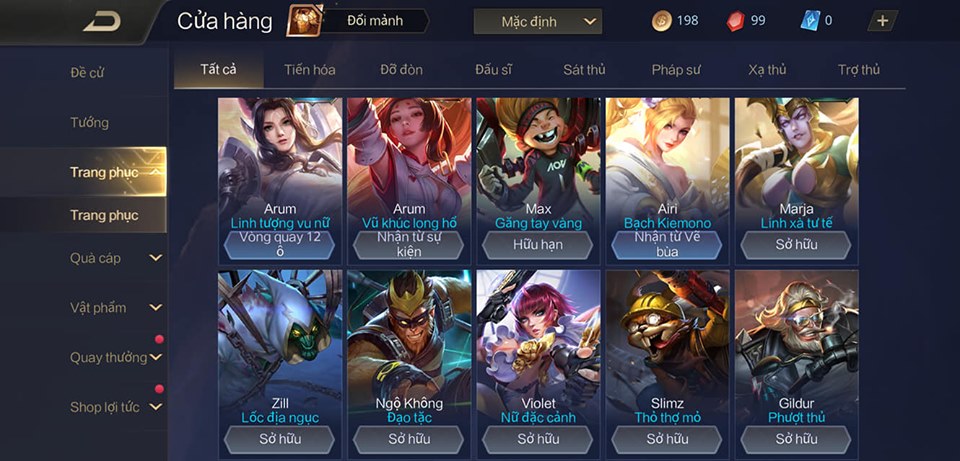 Cửa hàng
Đổi mảnh
Mặc định
198
99
0
Đề cử
Tướng
Trang phục
Trang phục
Quà cáp
Vật phẩm
Quay thưởng
Shop lợi tức
Tất cả
Tiến hóa
Đỡ đòn
Đấu sĩ
Sát thủ
Pháp sư
Xạ thủ
Trợ thủ
Arum
Linh tượng vu nữ
Vòng quay 12
ô
Arum
Vũ khúc long hổ
Nhận từ sự
kiện
AOV
Max
Găng tay vàng
Hữu hạn
Airi
Bạch Kiemono
Nhận từ Vé
bùa
Marja
Linh xà tư tế
Sở hữu
Zill
Lốc địa ngục
Sở hữu
Ngộ Không
Đạo tặc
Sở hữu
Violet
Nữ đặc cảnh
Sở hữu
Slimz
Thỏ thợ mỏ
Sở hữu
Gildur
Phượt thủ
Sở hữu